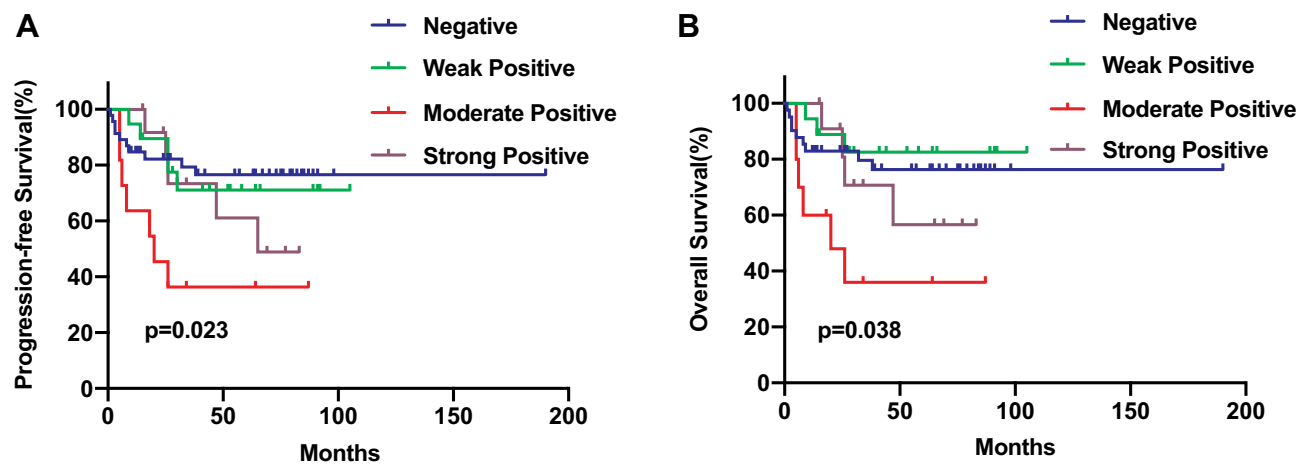 A
Negative
Weak Positive
Moderate Positive
Strong Positive
Progression-free Survival(%)
100
80
60
40
20
0
p=0.023
0 50 100 150 200
Months
B
Negative
Weak Positive
Moderate Positive
Strong Positive
Overall Survival(%)
100
80
60
40
20
0
p=0.038
0 50 100 150 200
Months